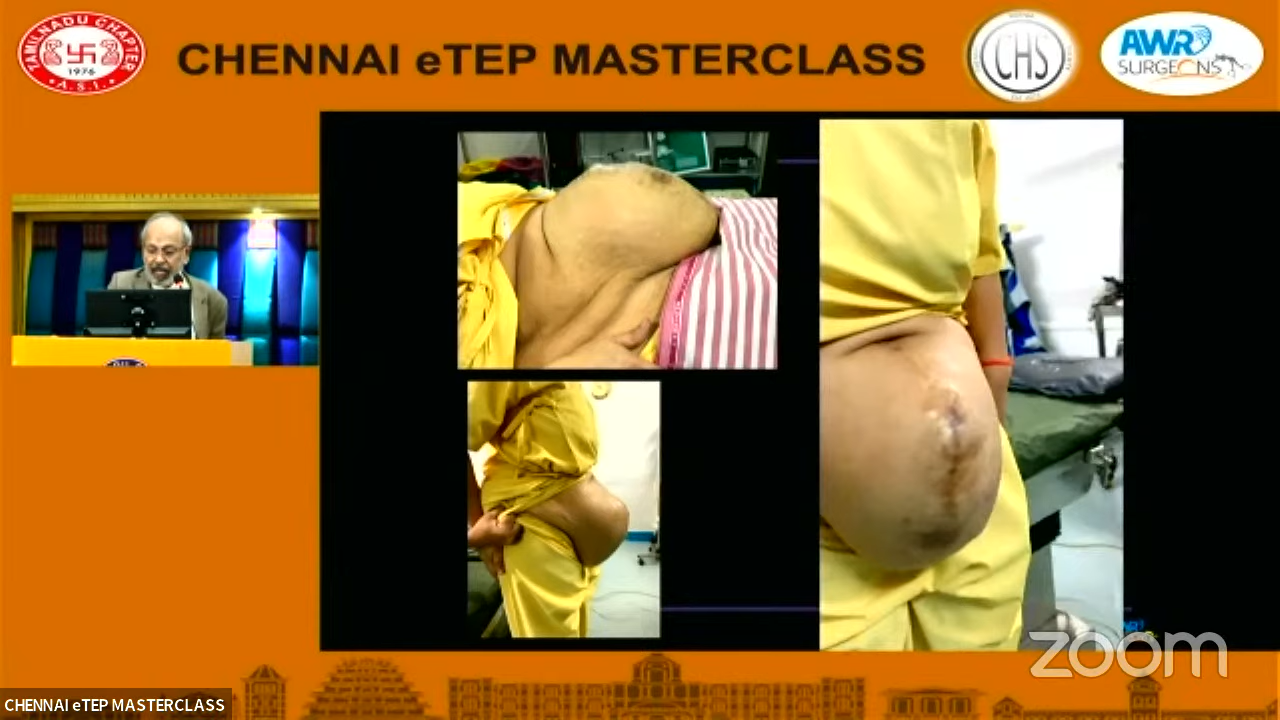 TAMILNADU CHAPTER
1976
A.S.I.
CHENNAI eTEP MASTERCLASS
CHS
AWR
SURGEONS
zoom
CHENNAI eTEP MASTERCLASS